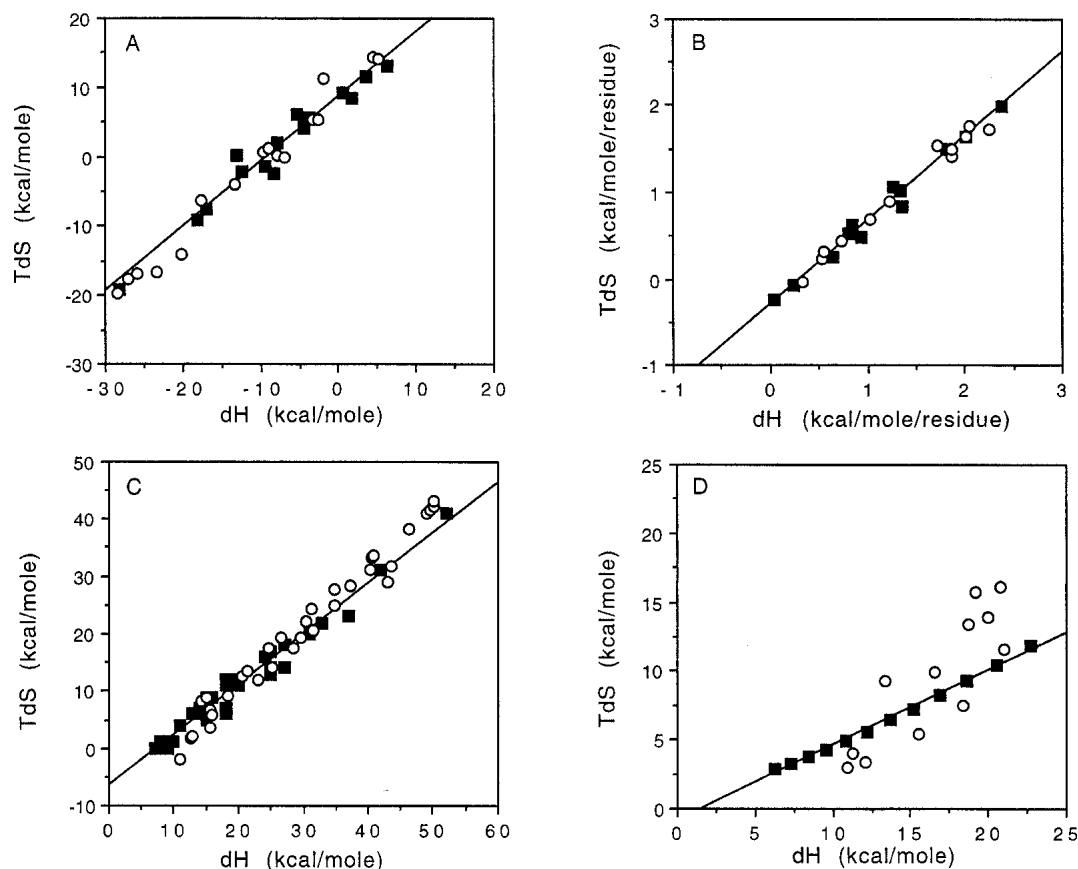 A
20
10
0
-10
-20
-30
TdS (kcal/mole)
-30 -20 -10 0 10 20
dH (kcal/mole)
B
3
2
1
0
-1
TdS (kcal/mole/residue)
-1 0 1 2 3
dH (kcal/mole/residue)
C
50
40
30
20
10
0
-10
TdS (kcal/mole)
0 10 20 30 40 50 60
dH (kcal/mole)
D
25
20
15
10
5
0
TdS (kcal/mole)
0 5 10 15 20 25
dH (kcal/mole)